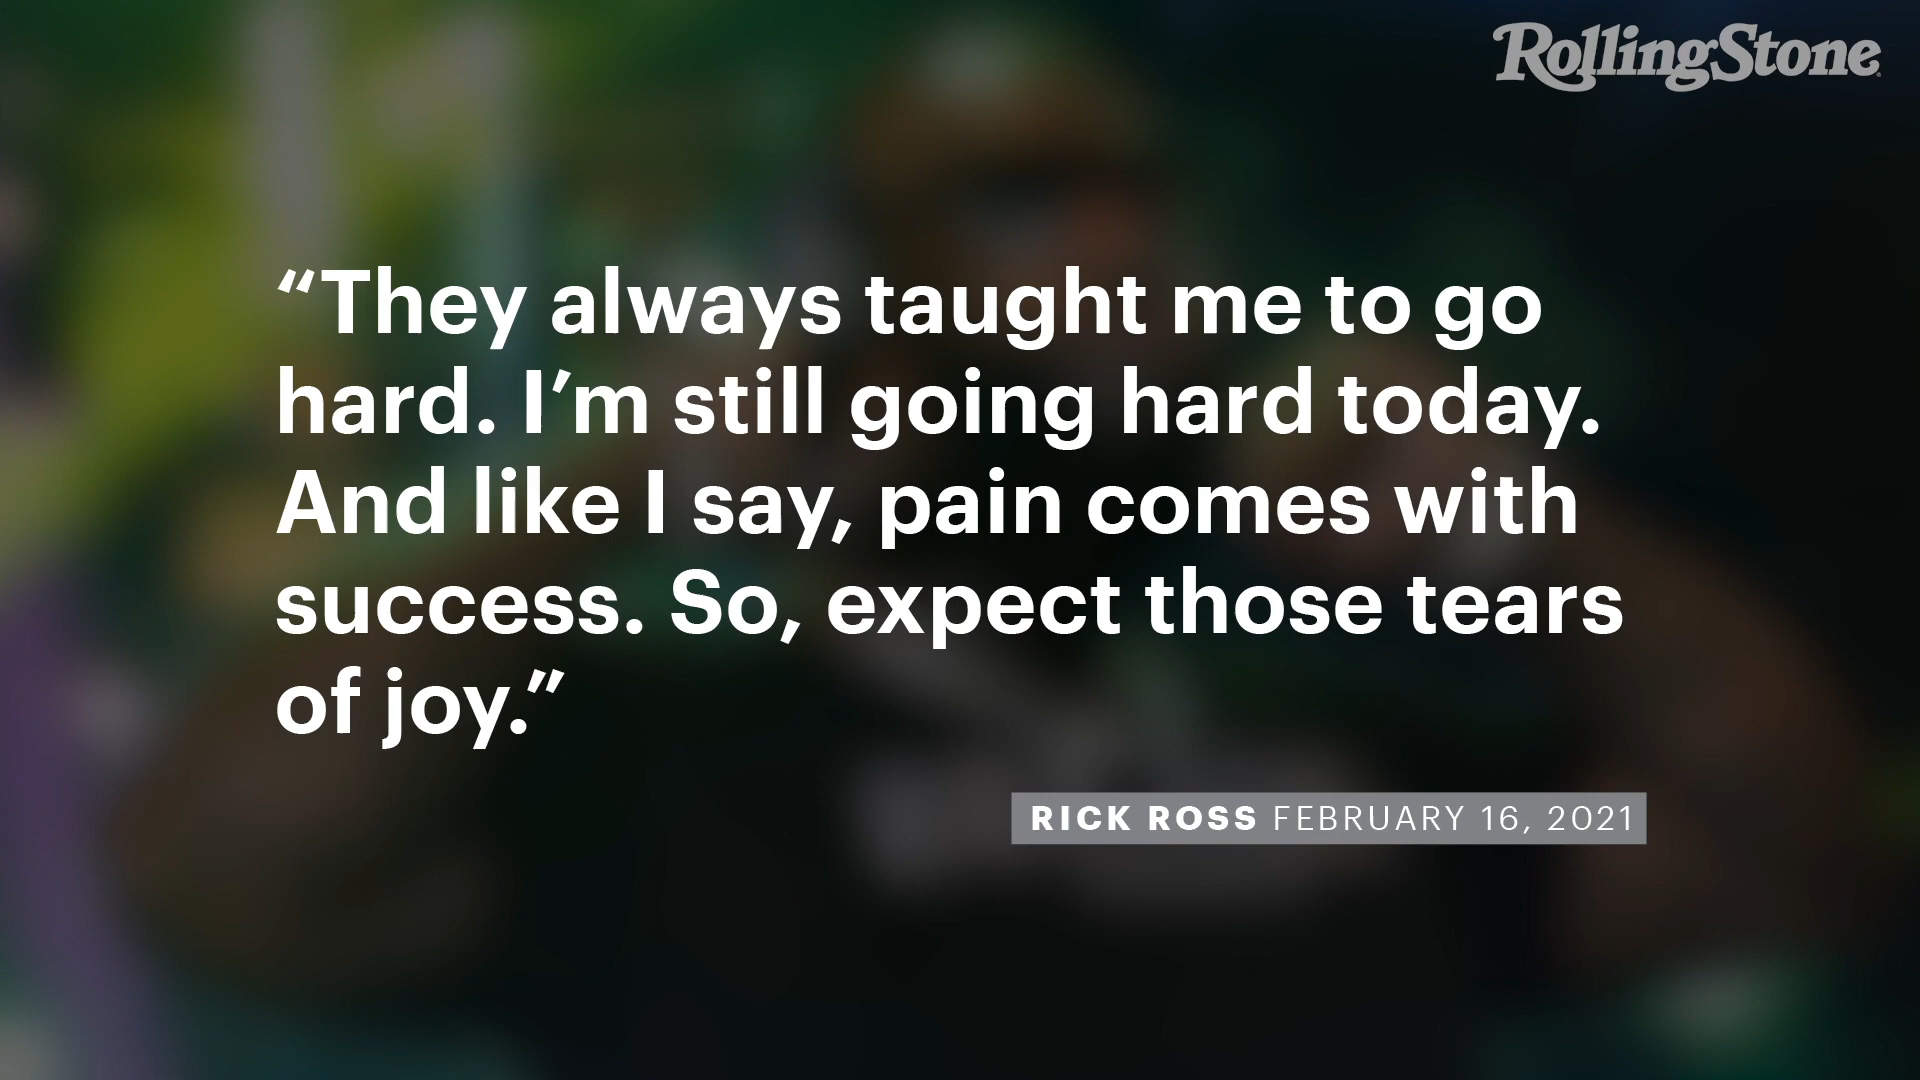 RollingStone
“They always taught me to go
hard. I’m still going hard today.
And like I say, pain comes with
success. So, expect those tears
of joy.”
RICK ROSS FEBRUARY 16, 2021